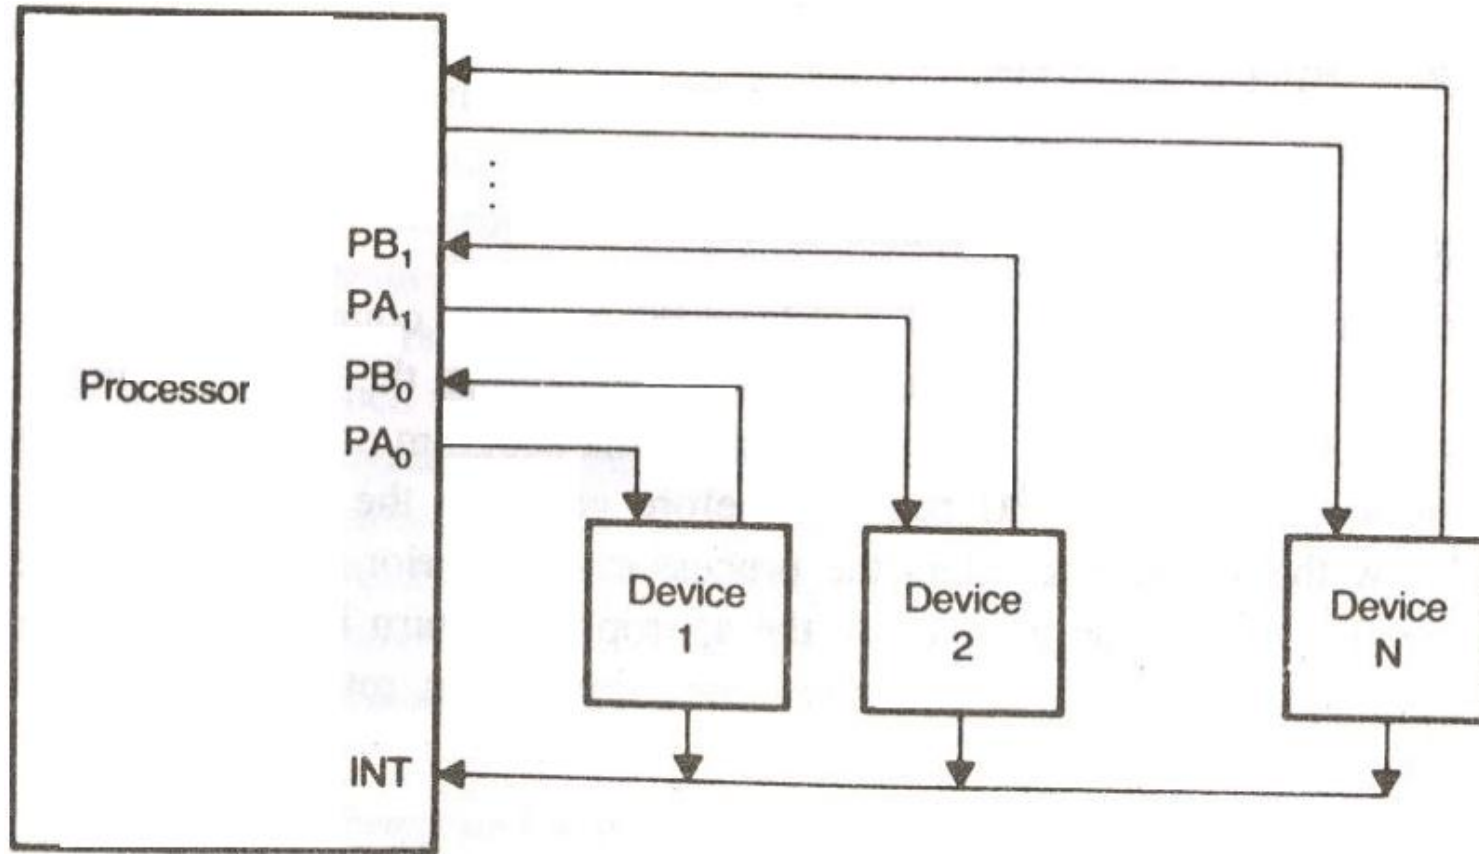 PB₁
PA₁
Processor
PB₀
PA₀
Device
1
Device
2
Device
N
INT